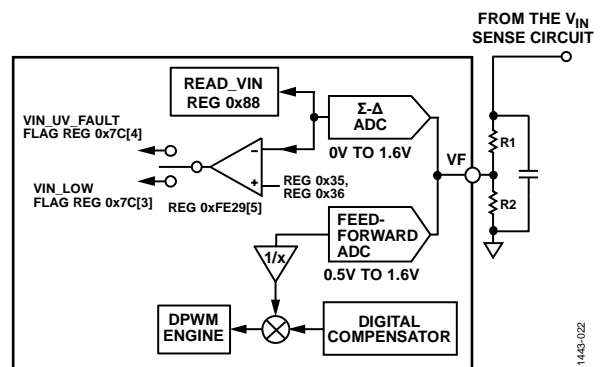 FROM THE VIN
SENSE CIRCUIT
READ_VIN
REG 0x88
VIN_UV_FAULT
FLAG REG 0x7C[4]
Σ-Δ
ADC
0V TO 1.6V
VF
R1
R2
–
+
VIN_LOW
FLAG REG 0x7C[3]
REG 0xFE29[5]
REG 0x35,
REG 0x36
FEED-
FORWARD
ADC
0.5V TO 1.6V
1/x
DPWM
ENGINE
DIGITAL
COMPENSATOR
1443-022